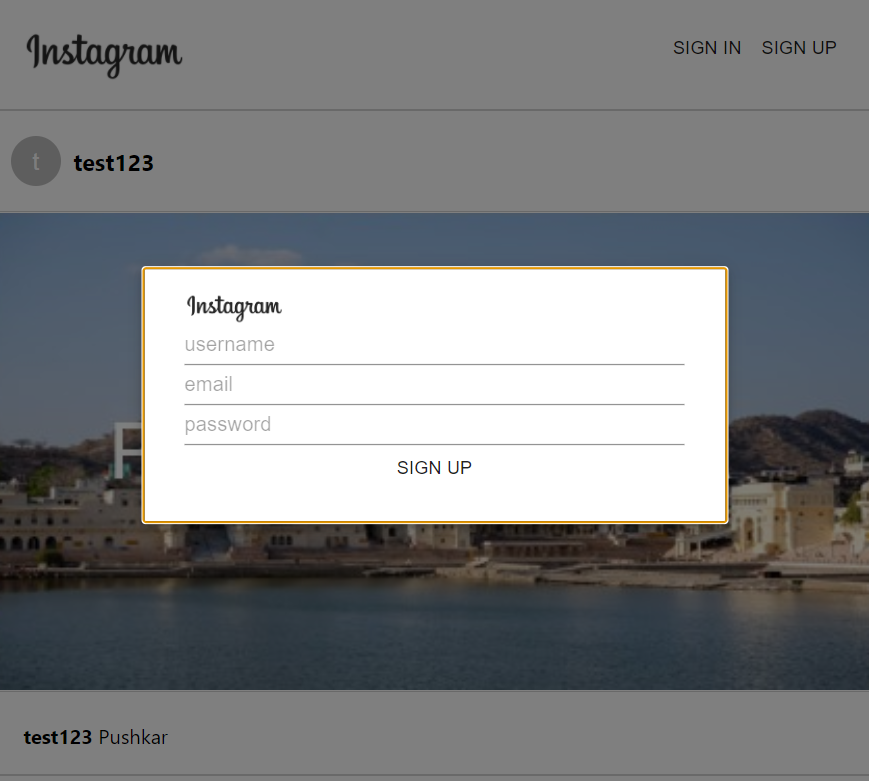 Instagram
SIGN IN SIGN UP
t
test123
Instagram
username
email
password
SIGN UP
test123 Pushkar